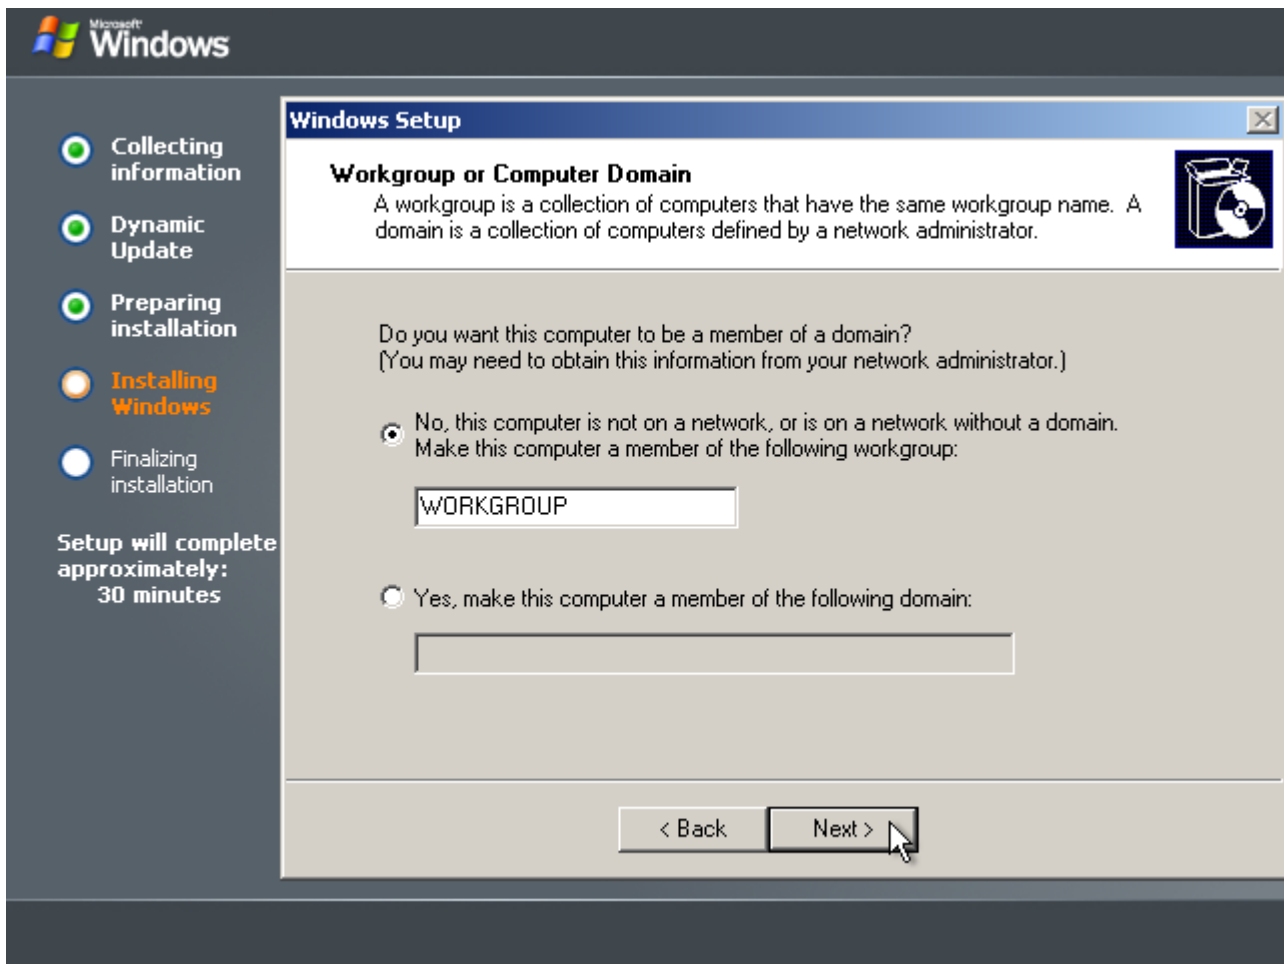 Microsoft
Windows
Collecting
information
Dynamic
Update
Preparing
installation
Installing
Windows
Finalizing
installation
Setup will complete
approximately:
30 minutes
Windows Setup
Workgroup or Computer Domain
A workgroup is a collection of computers that have the same workgroup name. A
domain is a collection of computers defined by a network administrator.
Do you want this computer to be a member of a domain?
(You may need to obtain this information from your network administrator.)
No, this computer is not on a network, or is on a network without a domain.
Make this computer a member of the following workgroup:
WORKGROUP
Yes, make this computer a member of the following domain:
< Back
Next >